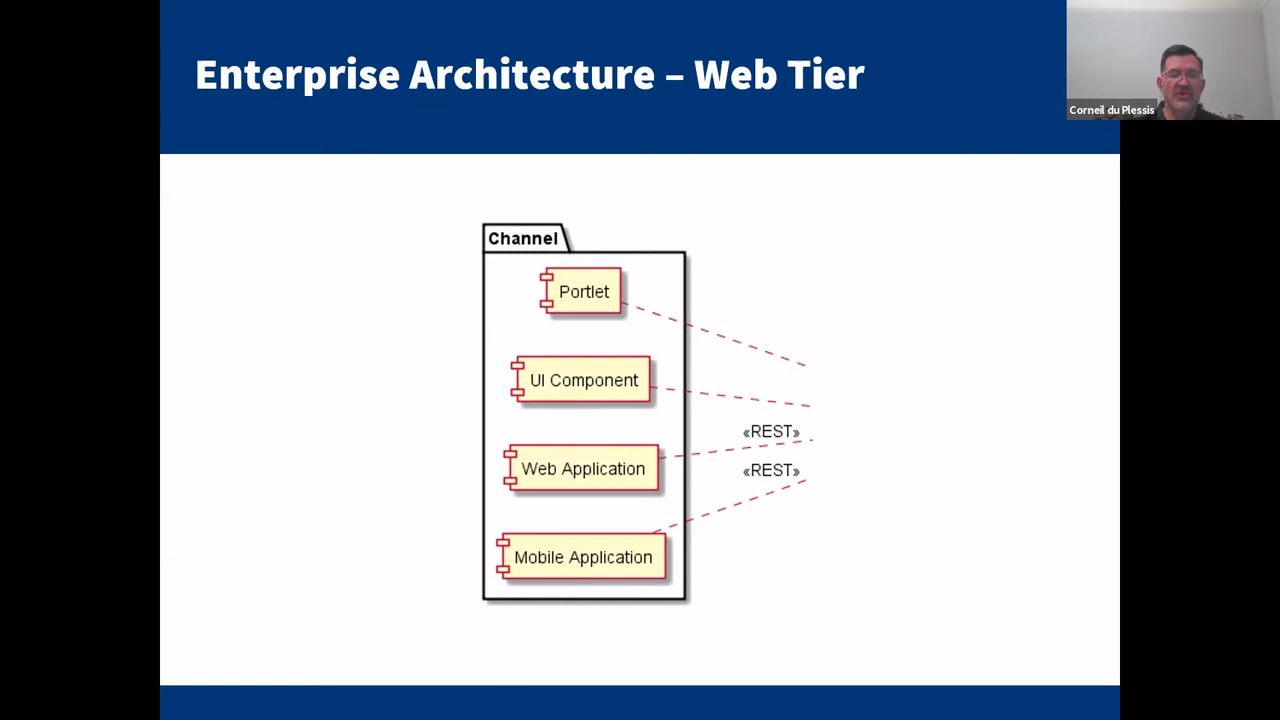 Enterprise Architecture – Web Tier
Corneil du Plessis
Channel
Portlet
UI Component
«REST»
Web Application
«REST»
Mobile Application